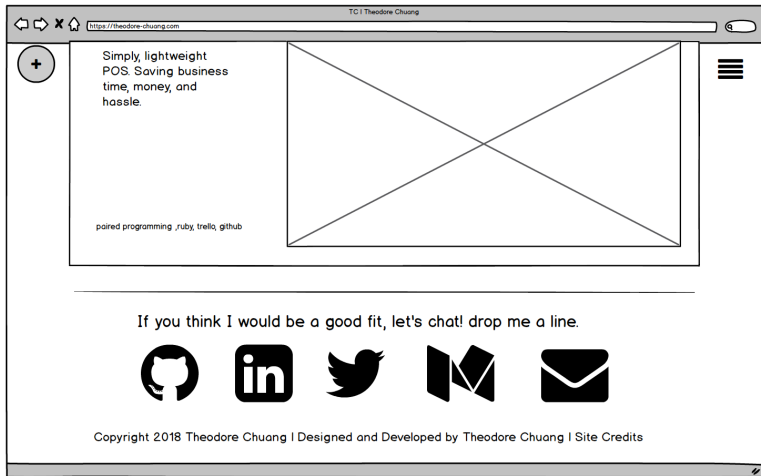 TC | Theodore Chuang
https://theodore-chuang.com
+
Simply, lightweight
POS. Saving business
time, money, and
hassle.
paired programming ,ruby, trello, github
If you think I would be a good fit, let's chat! drop me a line.
in
Copyright 2018 Theodore Chuang | Designed and Developed by Theodore Chuang | Site Credits